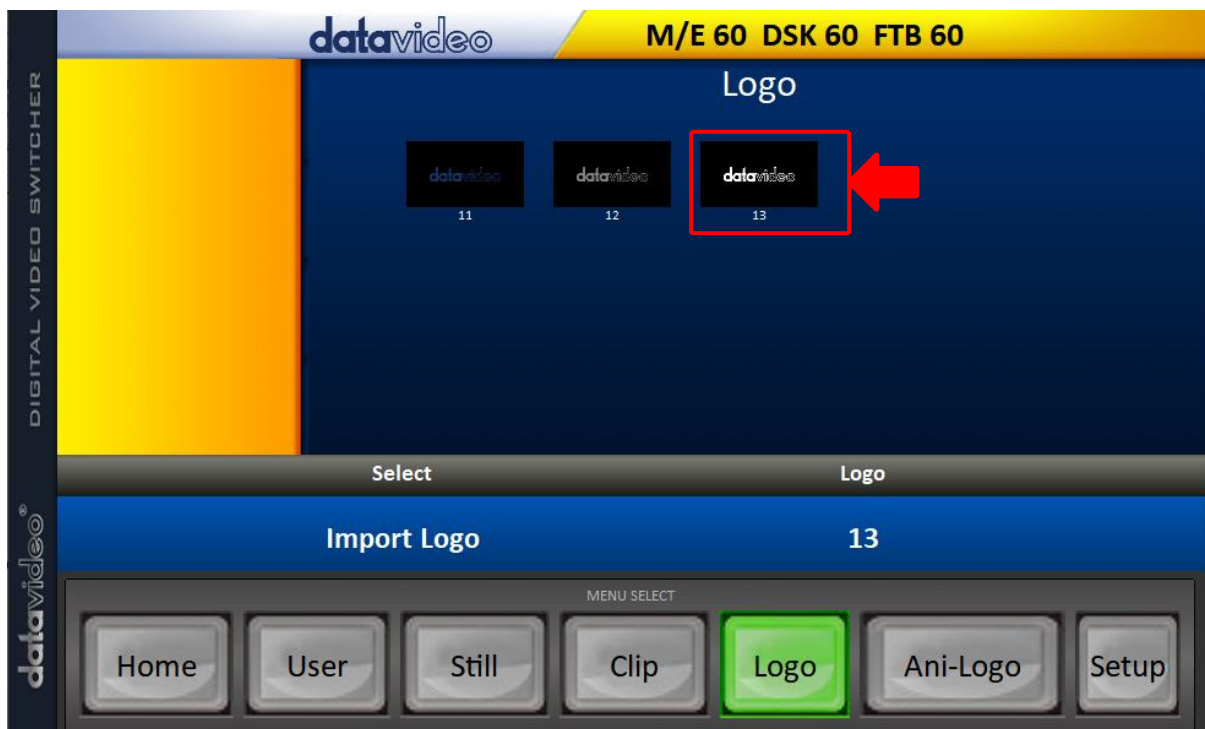 datavideo
M/E 60 DSK 60 FTB 60
Logo
datavideo
datavideo
datavideo
11
12
13
Select
Logo
Import Logo
13
MENU SELECT
Home
User
Still
Clip
Logo
Ani-Logo
Setup
DIGITAL VIDEO SWITCHER
datavideo®